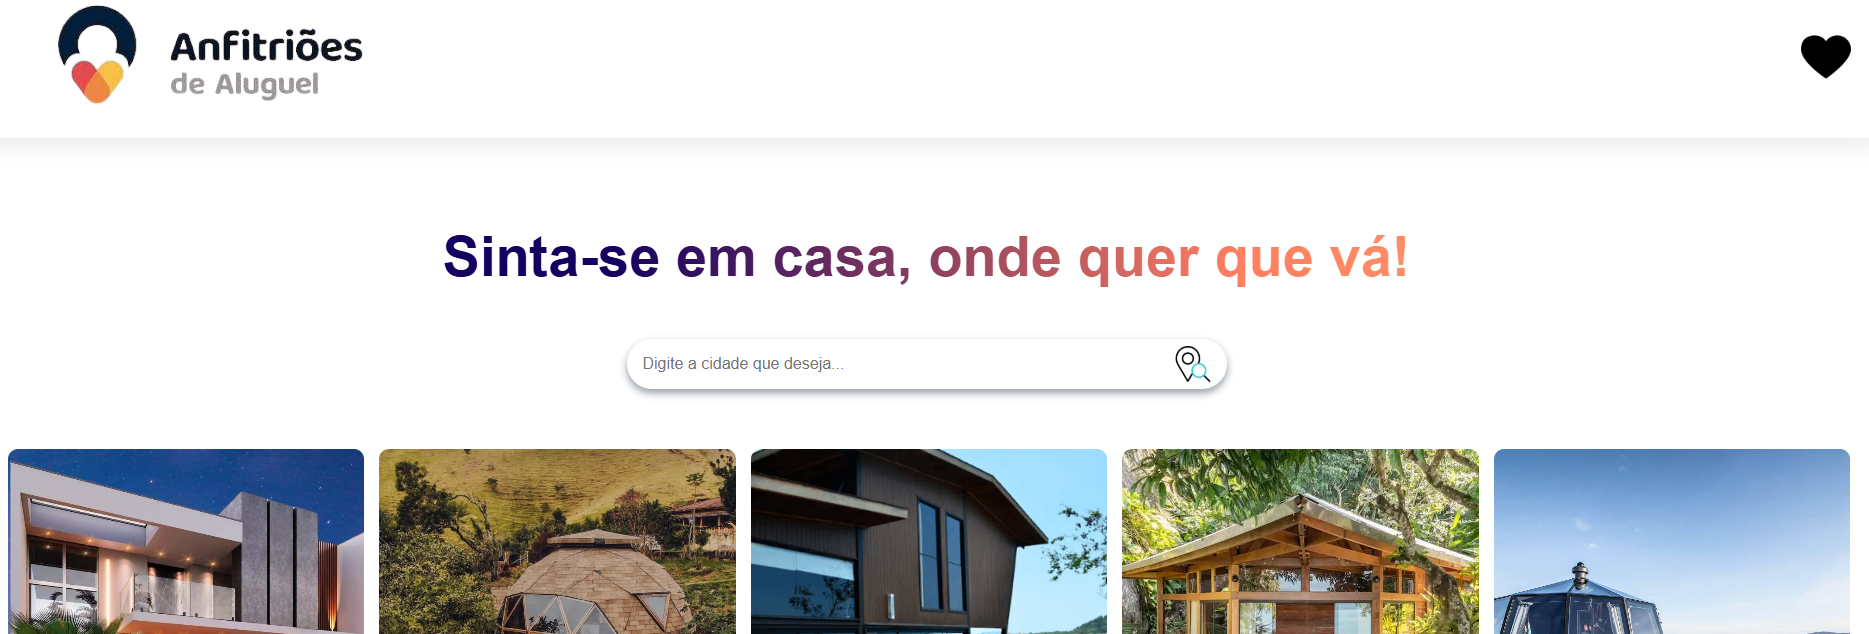 Anfitriões
de Aluguel
Sinta-se em casa, onde quer que vá!
Digite a cidade que deseja...